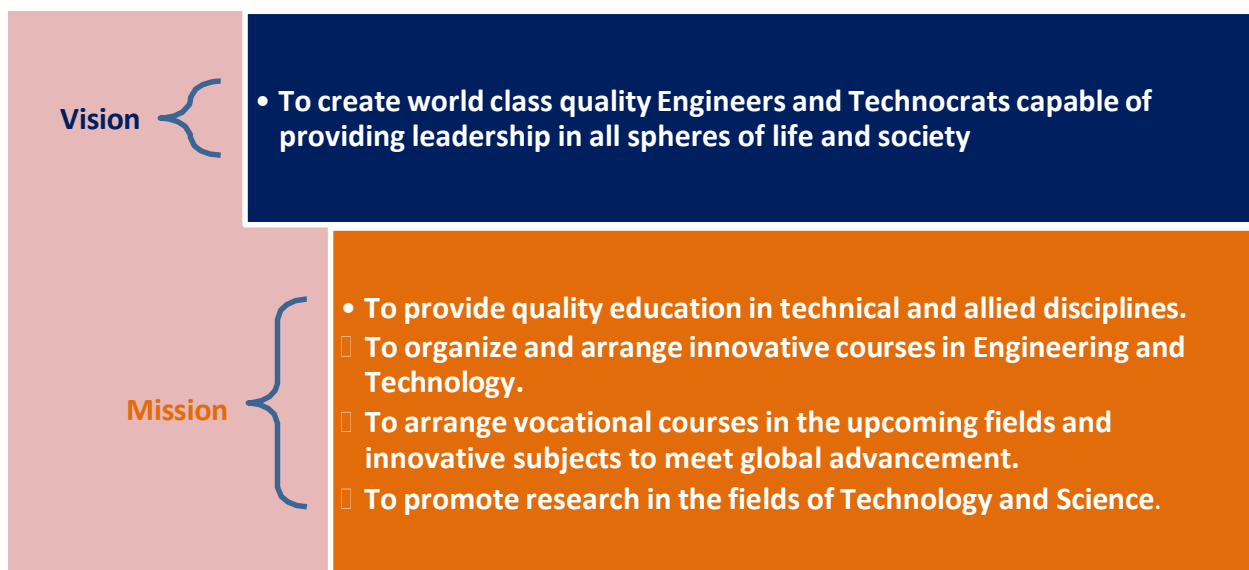 Vision
• To create world class quality Engineers and Technocrats capable of
providing leadership in all spheres of life and society
Mission
• To provide quality education in technical and allied disciplines.
▯ To organize and arrange innovative courses in Engineering and
Technology.
▯ To arrange vocational courses in the upcoming fields and
innovative subjects to meet global advancement.
▯ To promote research in the fields of Technology and Science.